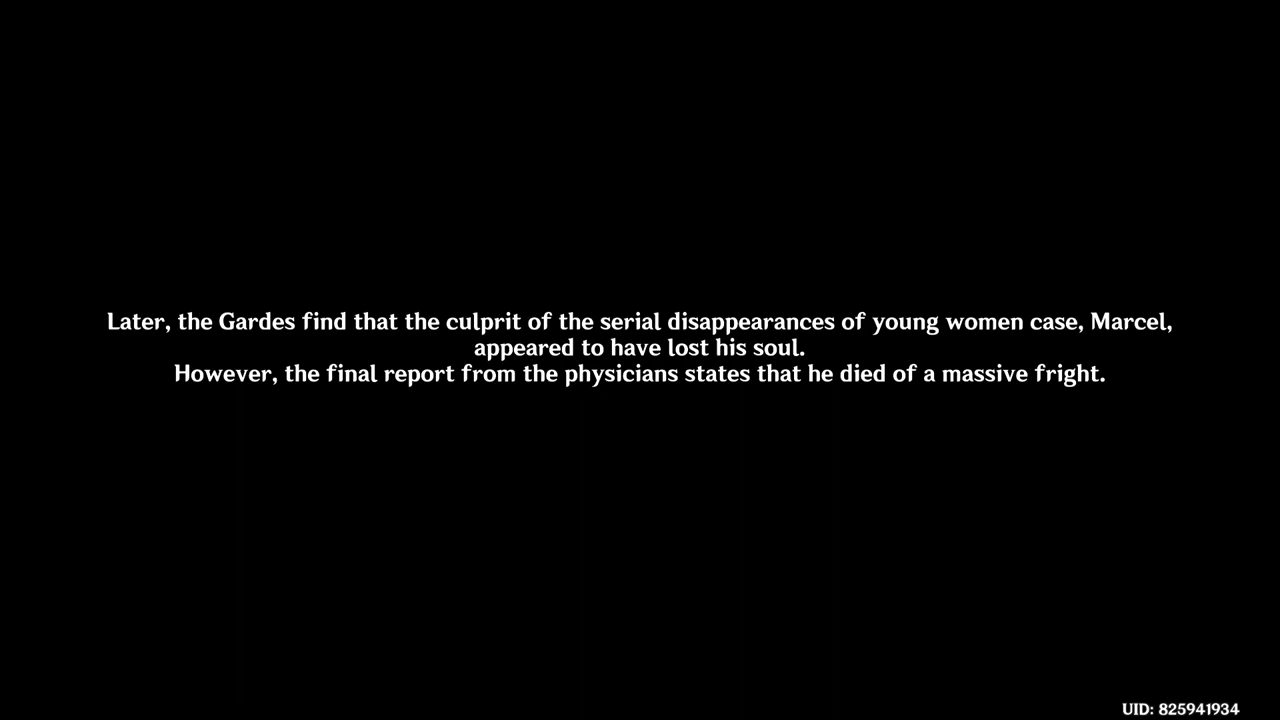 Later, the Gardes find that the culprit of the serial disappearances of young women case, Marcel,
appeared to have lost his soul.
However, the final report from the physicians states that he died of a massive fright.
UID: 825941934